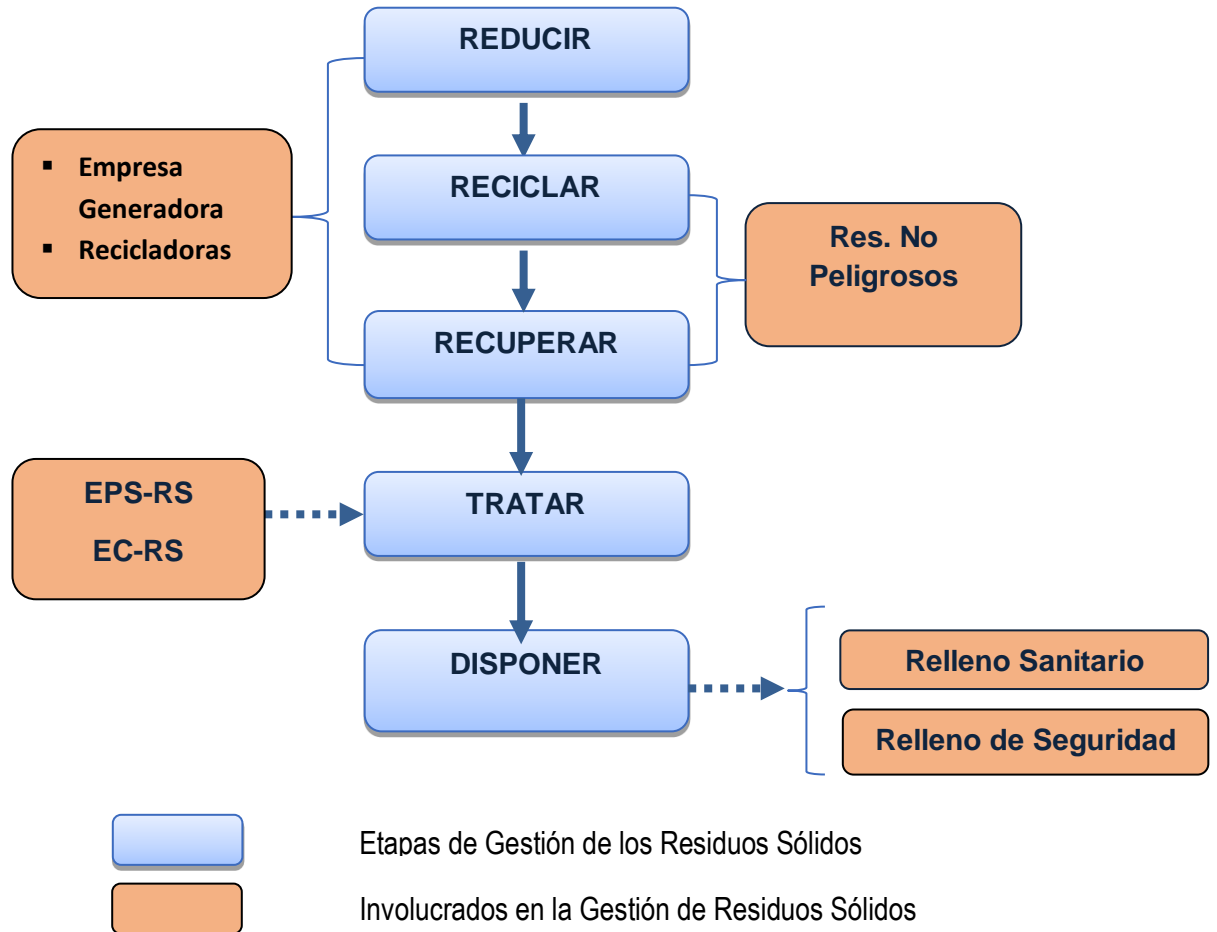 REDUCIR
▪ Empresa
Generadora
▪ Recicladoras
RECICLAR
Res. No
Peligrosos
RECUPERAR
EPS-RS
EC-RS
TRATAR
DISPONER
Relleno Sanitario
Relleno de Seguridad
Etapas de Gestión de los Residuos Sólidos
Involucrados en la Gestión de Residuos Sólidos